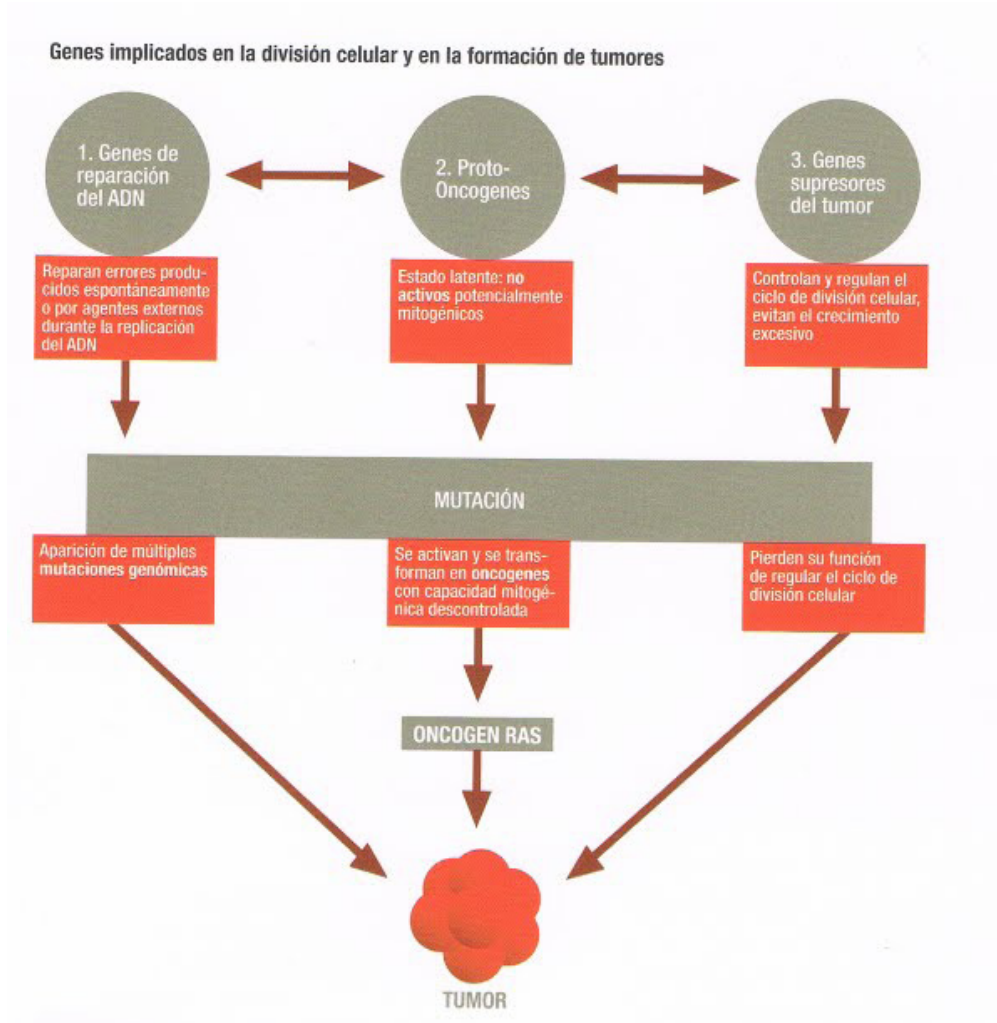 Genes implicados en la división celular y en la formación de tumores
1. Genes de
reparación
del ADN
2. Proto-
Oncogenes
3. Genes
supresores
del tumor
Reparan errores produ-
cidos espontáneamente
o por agentes externos
durante la replicación
del ADN
Estado latente: no
activos potencialmente
mitogénicos
Controlan y regulan el
ciclo de división celular,
evitan el crecimiento
excesivo
MUTACIÓN
Aparición de múltiples
mutaciones genómicas
Se activan y se trans-
forman en oncogenes
con capacidad mitogé-
nica descontrolada
Pierden su función
de regular el ciclo de
división celular
ONCOGEN RAS
TUMOR